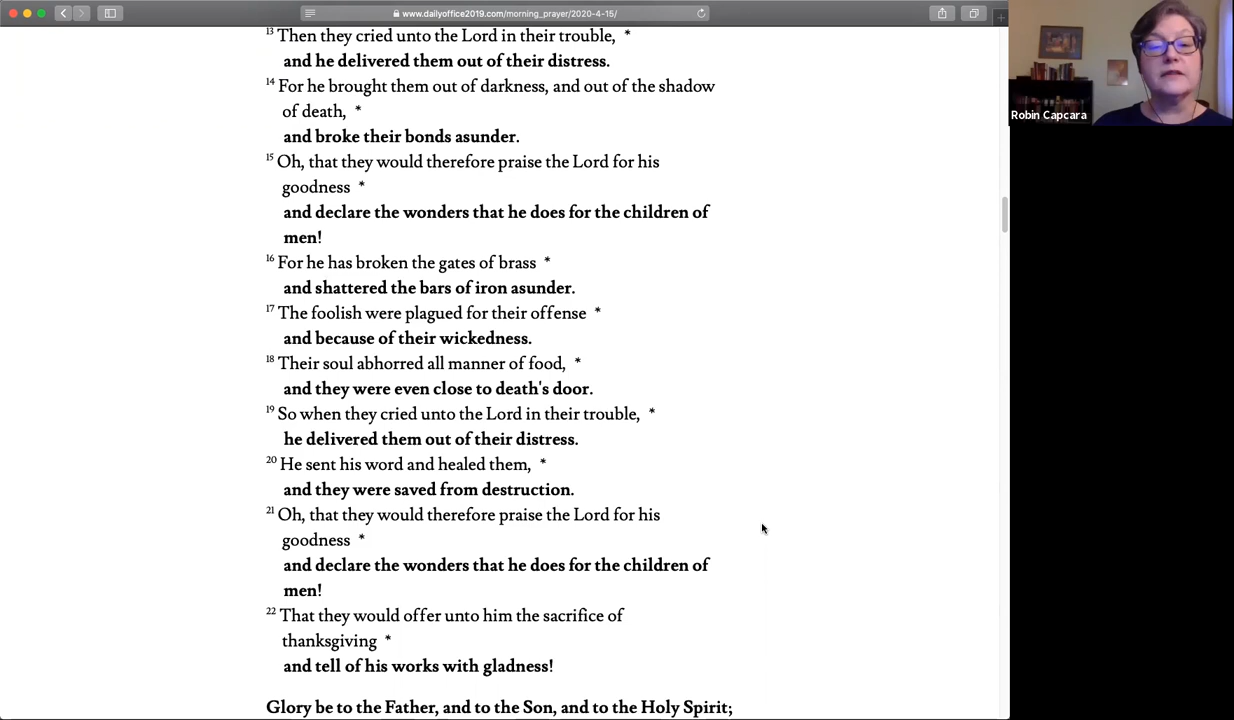 www.dailyoffice2019.com/morning_prayer/2020-4-15/
13 Then they cried unto the Lord in their trouble, *
and he delivered them out of their distress.
14 For he brought them out of darkness, and out of the shadow
of death, *
and broke their bonds asunder.
15 Oh, that they would therefore praise the Lord for his
goodness *
and declare the wonders that he does for the children of
men!
16 For he has broken the gates of brass *
and shattered the bars of iron asunder.
17 The foolish were plagued for their offense *
and because of their wickedness.
18 Their soul abhorred all manner of food, *
and they were even close to death's door.
19 So when they cried unto the Lord in their trouble, *
he delivered them out of their distress.
20 He sent his word and healed them, *
and they were saved from destruction.
21 Oh, that they would therefore praise the Lord for his
goodness *
and declare the wonders that he does for the children of
men!
22 That they would offer unto him the sacrifice of
thanksgiving *
and tell of his works with gladness!
Glory be to the Father, and to the Son, and to the Holy Spirit;
Robin Capcara